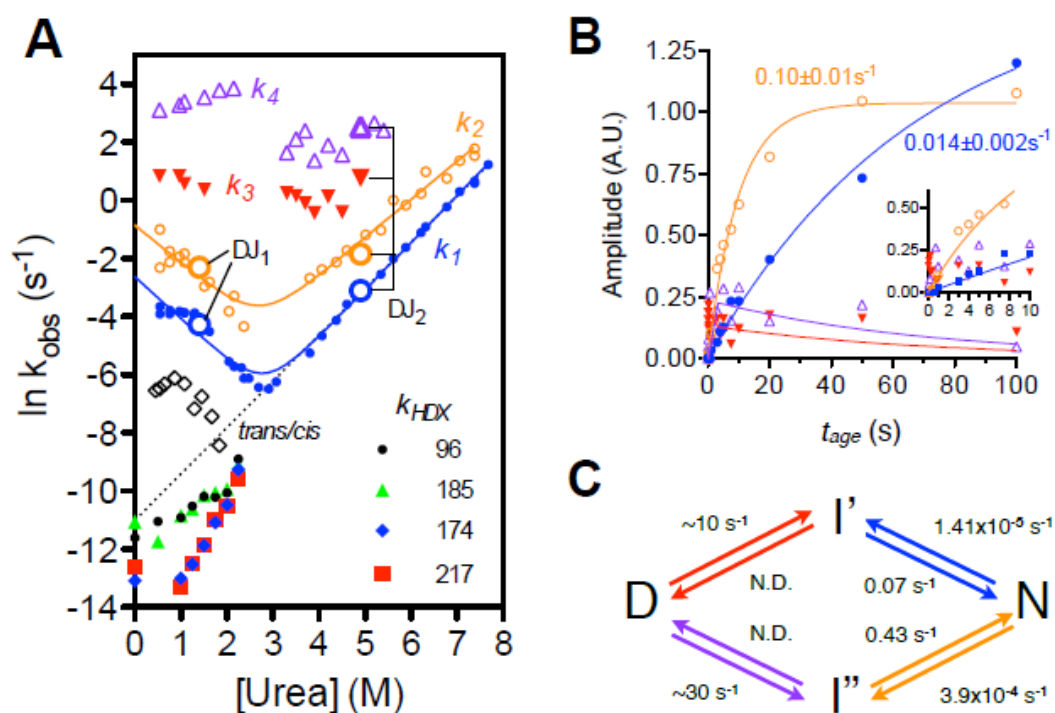 A
ln kobs (s-1)
4
2
0
-2
-4
-6
-8
-10
-12
-14
k4
k3
k2
k1
DJ1
DJ2
trans/cis
kHDX
96
185
174
217
0 1 2 3 4 5 6 7 8
[Urea] (M)
B
Amplitude (A.U.)
1.25
1.00
0.75
0.50
0.25
0.00
0.10±0.01s-1
0.014±0.002s-1
0.50
0.25
0.00
0 2 4 6 8 10
0 20 40 60 80 100
tage (s)
C
I'
~10 s-1
1.41x10-5 s-1
N.D.
0.07 s-1
D
N
N.D.
0.43 s-1
~30 s-1
3.9x10-4 s-1
I"